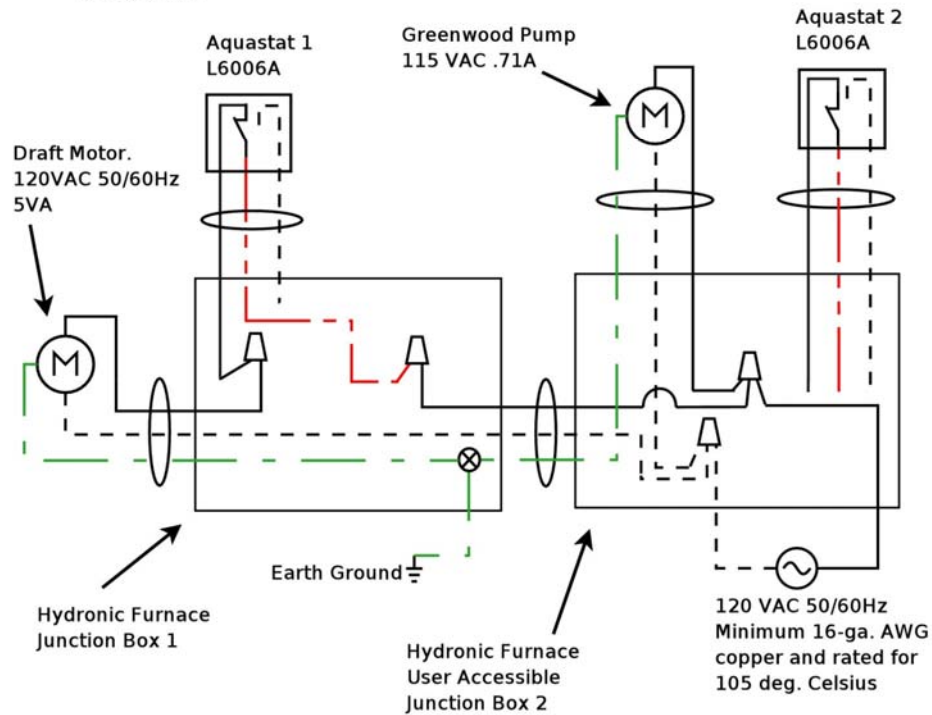 Aquastat 1
L6006A
Greenwood Pump
115 VAC .71A
Aquastat 2
L6006A
Draft Motor.
120VAC 50/60Hz
5VA
M
M
Earth Ground
Hydronic Furnace
Junction Box 1
Hydronic Furnace
User Accessible
Junction Box 2
120 VAC 50/60Hz
Minimum 16-ga. AWG
copper and rated for
105 deg. Celsius